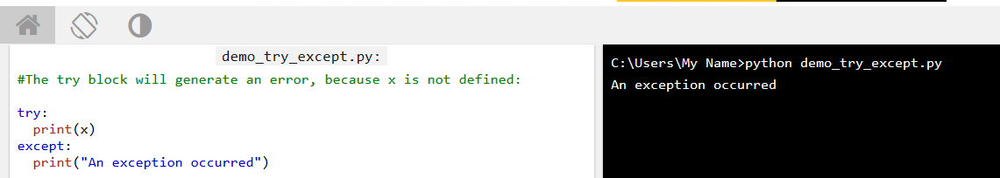 demo_try_except.py:
#The try block will generate an error, because x is not defined:
try:
  print(x)
except:
  print("An exception occurred")
C:\Users\My Name>python demo_try_except.py
An exception occurred